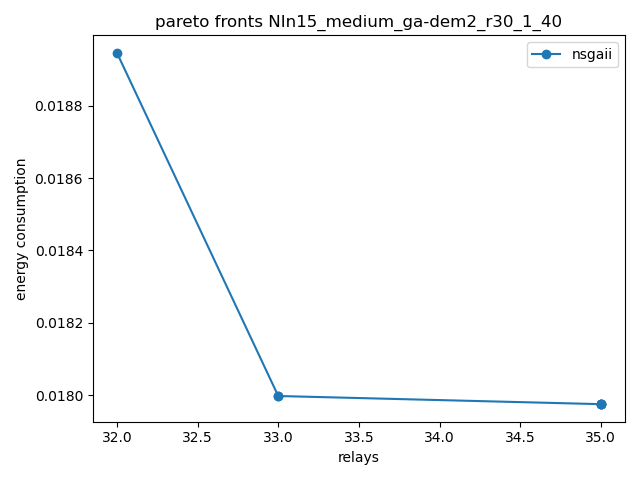 pareto fronts NIn15_medium_ga-dem2_r30_1_40
nsgaii
0.0188
0.0186
0.0184
0.0182
0.0180
energy consumption
32.0 32.5 33.0 33.5 34.0 34.5 35.0
relays